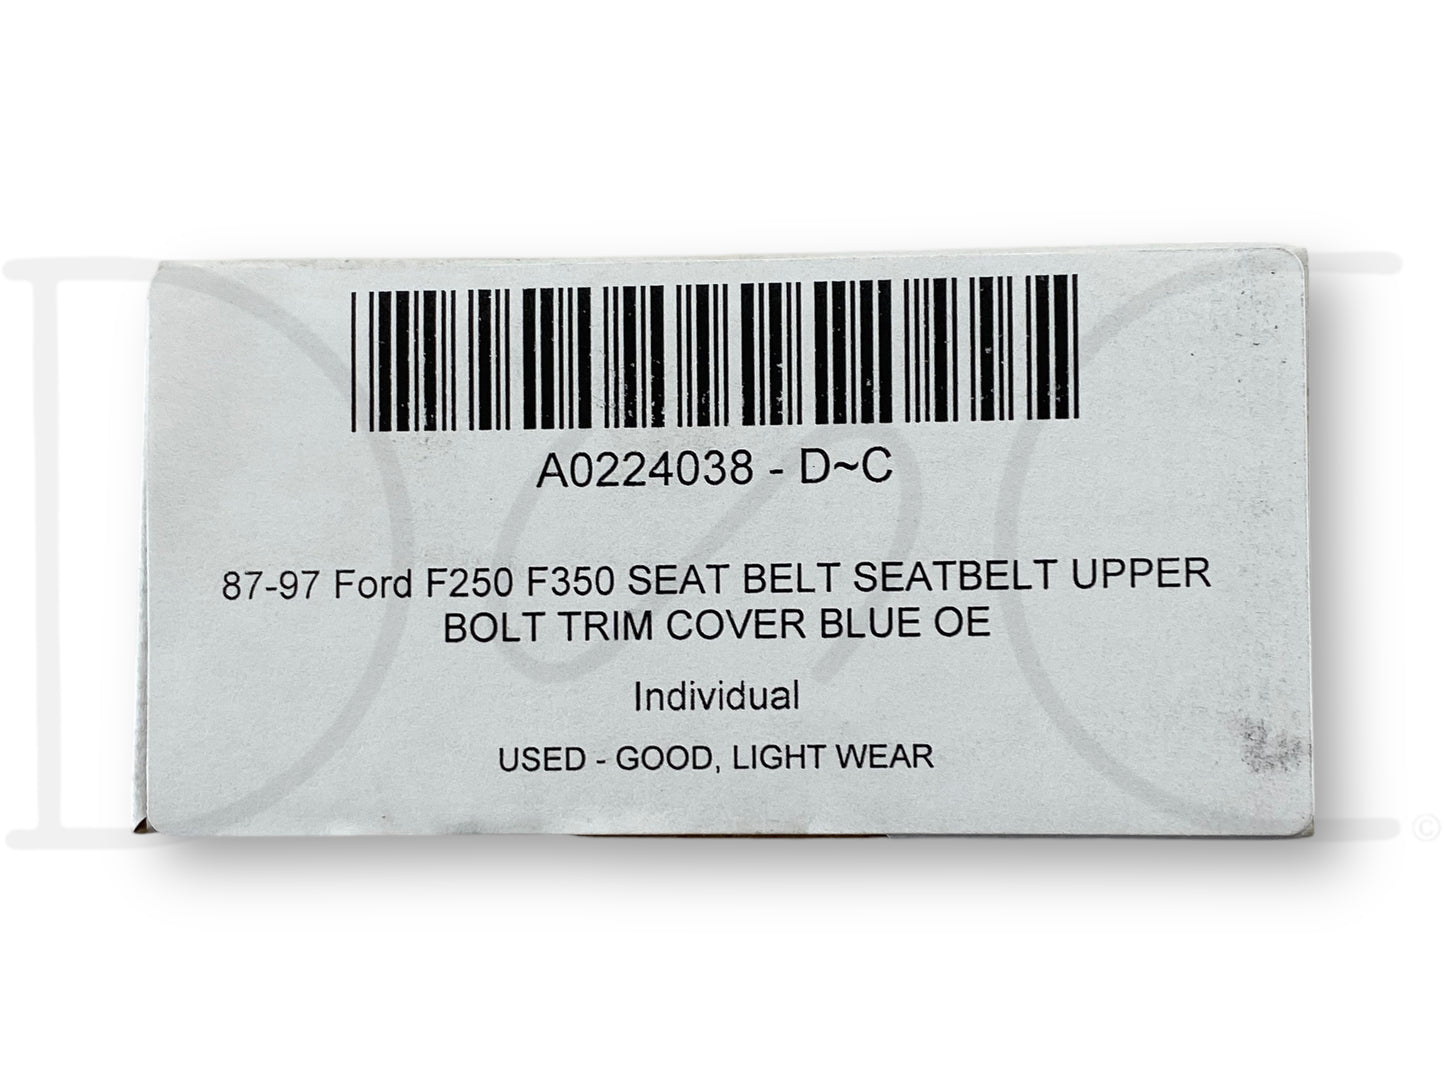 A0224038 - D~C
87-97 Ford F250 F350 SEAT BELT SEATBELT UPPER
BOLT TRIM COVER BLUE OE
Individual
USED - GOOD, LIGHT WEAR
©